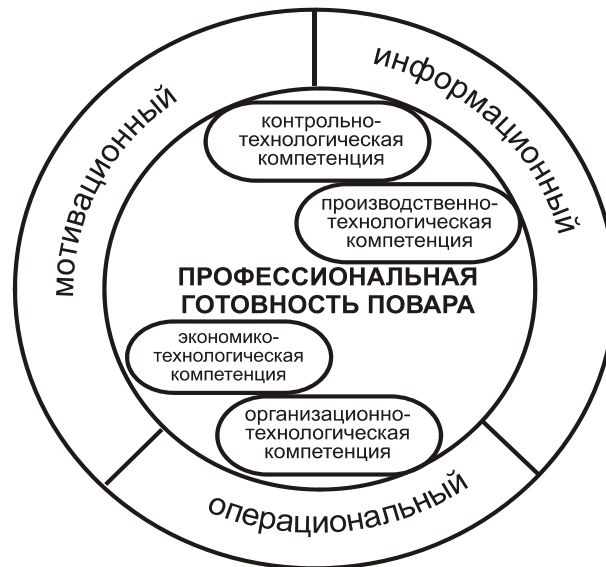 мотивационный
информационный
контрольно-
технологическая
компетенция
производственно-
технологическая
компетенция
ПРОФЕССИОНАЛЬНАЯ
ГОТОВНОСТЬ ПОВАРА
экономико-
технологическая
компетенция
организационно-
технологическая
компетенция
операциональный